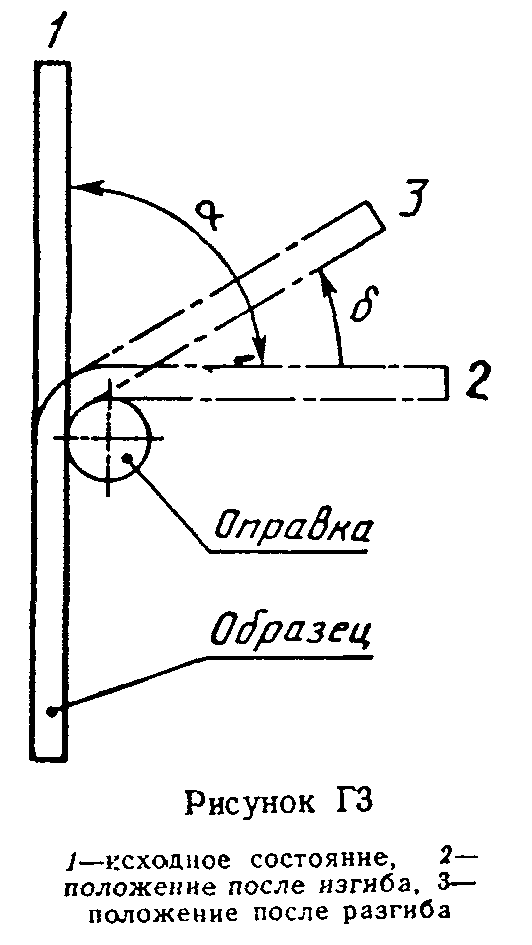 1
α
3
δ
2
Оправка
Образец
Рисунок Г3
1—исходное состояние, 2—
положение после изгиба, 3—
положение после разгиба